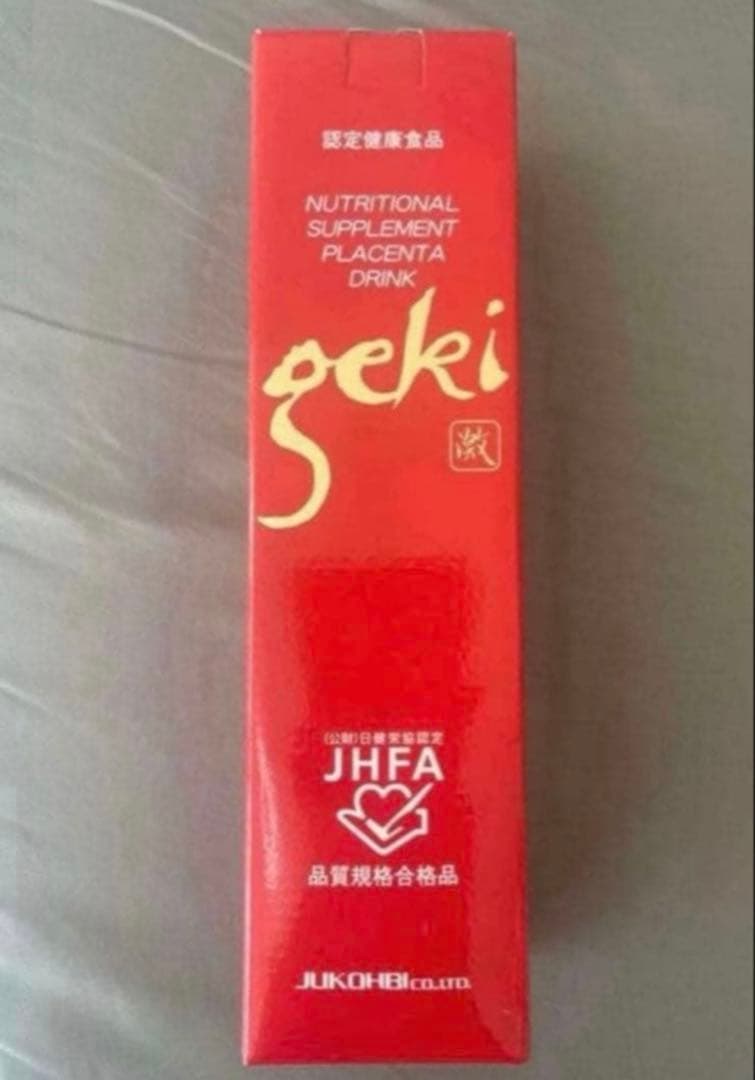 認定健康食品
NUTRITIONAL
SUPPLEMENT
PLACENTA
DRINK
geki
激
(公財)日健栄協認定
JHFA
品質規格合格品
JUKOHBI CO.,LTD.